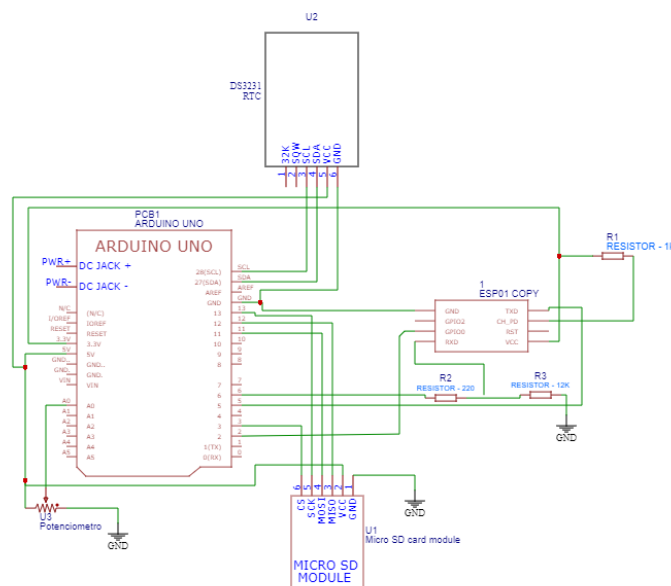 U2
DS3231
RTC
32K
SQW
SCL
SDA
VCC
GND
1
2
3
4
5
6
PCB1
ARDUINO UNO
ARDUINO UNO
PWR+
DC JACK +
PWR-
DC JACK -
28(SCL)
SCL
27(SDA)
SDA
AREF
AREF
GND
GND
N/C
(N/C)
13
13
I/OREF
IOREF
12
12
RESET
RESET
11
11
3.3V
3.3V
10
10
5V
5V
9
9
GND
GND
8
8
GND
GND
VIN
VIN
7
7
6
6
A0
A0
5
5
A1
A1
4
4
A2
A2
3
3
A3
A3
2
2
A4
A4
1(TX)
1
A5
A5
0(RX)
0
R1
RESISTOR - 1
1
ESP01 COPY
GND
TXD
GPIO2
CH_PD
GPIO0
RST
RXD
VCC
R2
RESISTOR - 220
R3
RESISTOR - 12K
GND
U3
Potenciometro
GND
GND
6
5
4
3
2
1
CS
SCK
MOSI
MISO
VCC
GND
U1
Micro SD card module
MICRO SD
MODULE